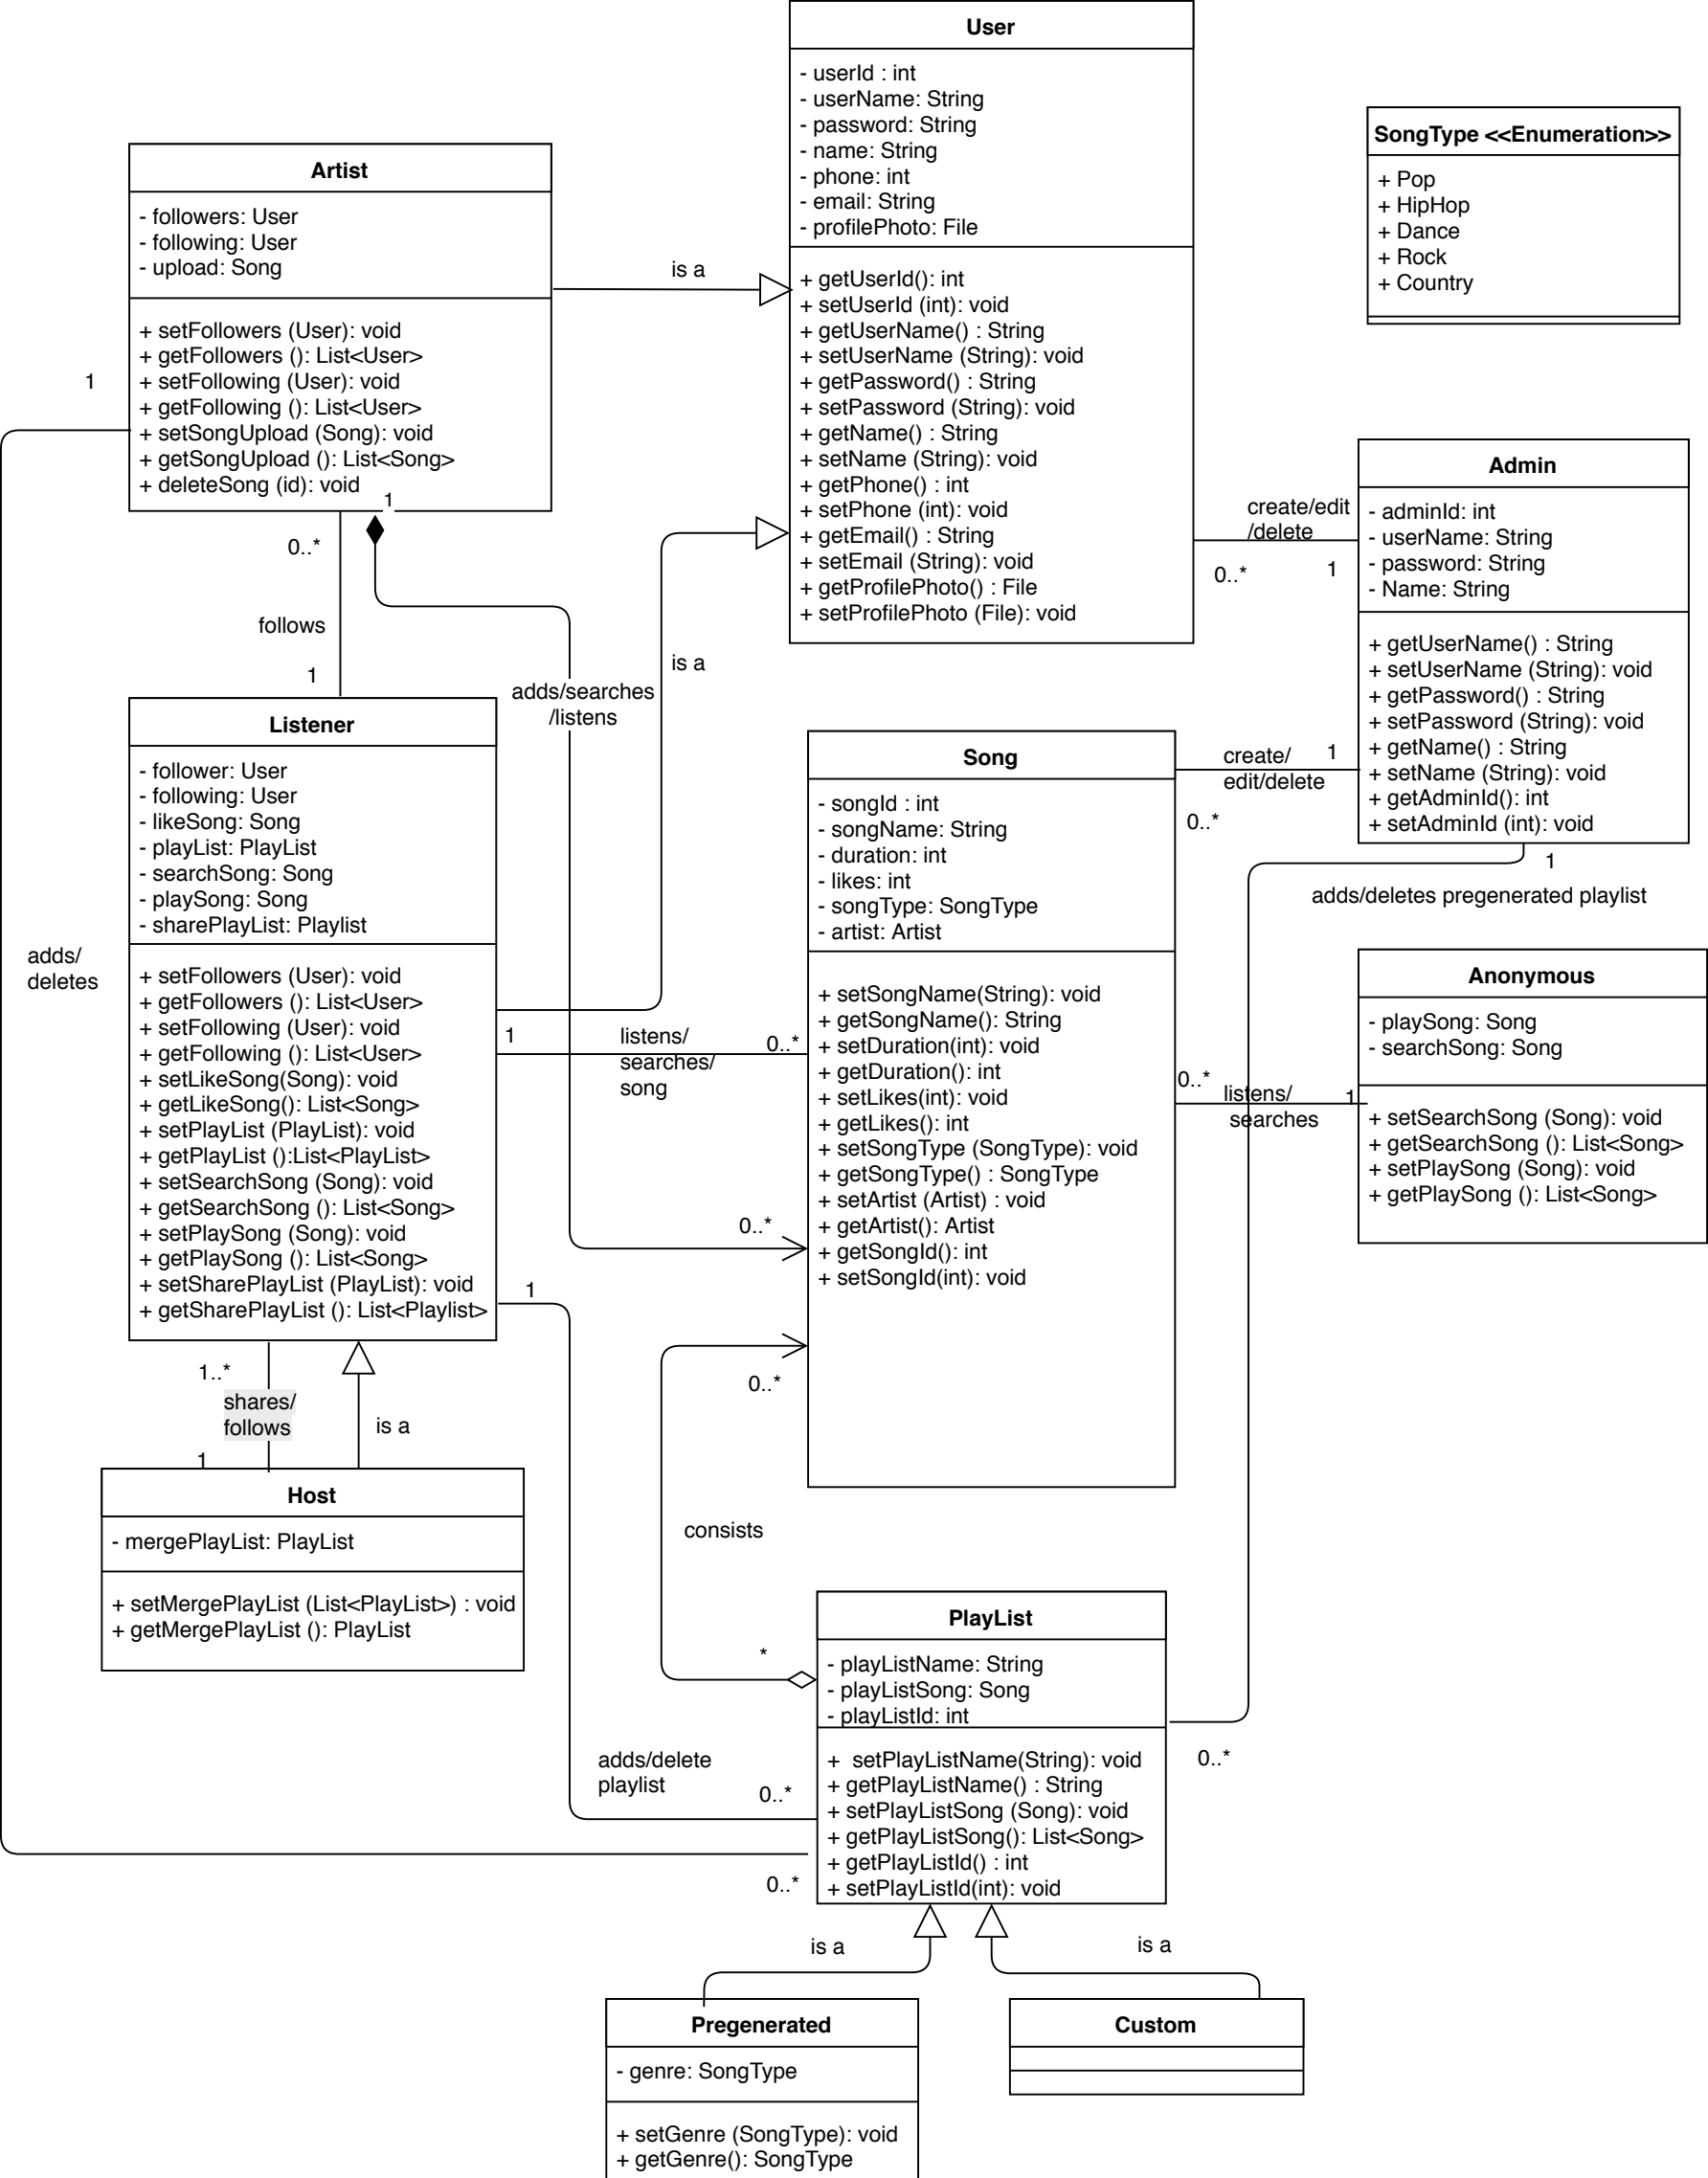 User
- userId : int
- userName: String
- password: String
- name: String
- phone: int
- email: String
- profilePhoto: File
+ getUserId(): int
+ setUserId (int): void
+ getUserName() : String
+ setUserName (String): void
+ getPassword() : String
+ setPassword (String): void
+ getName() : String
+ setName (String): void
+ getPhone() : int
+ setPhone (int): void
+ getEmail() : String
+ setEmail (String): void
+ getProfilePhoto() : File
+ setProfilePhoto (File): void
SongType <<Enumeration>>
+ Pop
+ HipHop
+ Dance
+ Rock
+ Country
Artist
- followers: User
- following: User
- upload: Song
+ setFollowers (User): void
+ getFollowers (): List<User>
+ setFollowing (User): void
+ getFollowing (): List<User>
+ setSongUpload (Song): void
+ getSongUpload (): List<Song>
+ deleteSong (id): void
is a
1
1
0..*
follows
1
adds/searches
/listens
is a
create/edit
/delete
0..*
1
Admin
- adminId: int
- userName: String
- password: String
- Name: String
+ getUserName() : String
+ setUserName (String): void
+ getPassword() : String
+ setPassword (String): void
+ getName() : String
+ setName (String): void
+ getAdminId(): int
+ setAdminId (int): void
Listener
- follower: User
- following: User
- likeSong: Song
- playList: PlayList
- searchSong: Song
- playSong: Song
- sharePlayList: Playlist
+ setFollowers (User): void
+ getFollowers (): List<User>
+ setFollowing (User): void
+ getFollowing (): List<User>
+ setLikeSong(Song): void
+ getLikeSong(): List<Song>
+ setPlayList (PlayList): void
+ getPlayList ():List<PlayList>
+ setSearchSong (Song): void
+ getSearchSong (): List<Song>
+ setPlaySong (Song): void
+ getPlaySong (): List<Song>
+ setSharePlayList (PlayList): void
+ getSharePlayList (): List<Playlist>
Song
- songId : int
- songName: String
- duration: int
- likes: int
- songType: SongType
- artist: Artist
+ setSongName(String): void
+ getSongName(): String
+ setDuration(int): void
+ getDuration(): int
+ setLikes(int): void
+ getLikes(): int
+ setSongType (SongType): void
+ getSongType() : SongType
+ setArtist (Artist) : void
+ getArtist(): Artist
+ getSongId(): int
+ setSongId(int): void
create/
edit/delete
1
0..*
1
adds/deletes pregenerated playlist
adds/
deletes
Anonymous
- playSong: Song
- searchSong: Song
+ setSearchSong (Song): void
+ getSearchSong (): List<Song>
+ setPlaySong (Song): void
+ getPlaySong (): List<Song>
1
listens/
searches/
song
0..*
0..*
listens/
searches
1
0..*
1
0..*
1..*
shares/
follows
is a
1
Host
- mergePlayList: PlayList
+ setMergePlayList (List<PlayList>) : void
+ getMergePlayList (): PlayList
consists
*
PlayList
- playListName: String
- playListSong: Song
- playListId: int
+  setPlayListName(String): void
+ getPlayListName() : String
+ setPlayListSong (Song): void
+ getPlayListSong(): List<Song>
+ getPlayListId() : int
+ setPlayListId(int): void
adds/delete
playlist
0..*
0..*
0..*
is a
is a
Pregenerated
- genre: SongType
+ setGenre (SongType): void
+ getGenre(): SongType
Custom